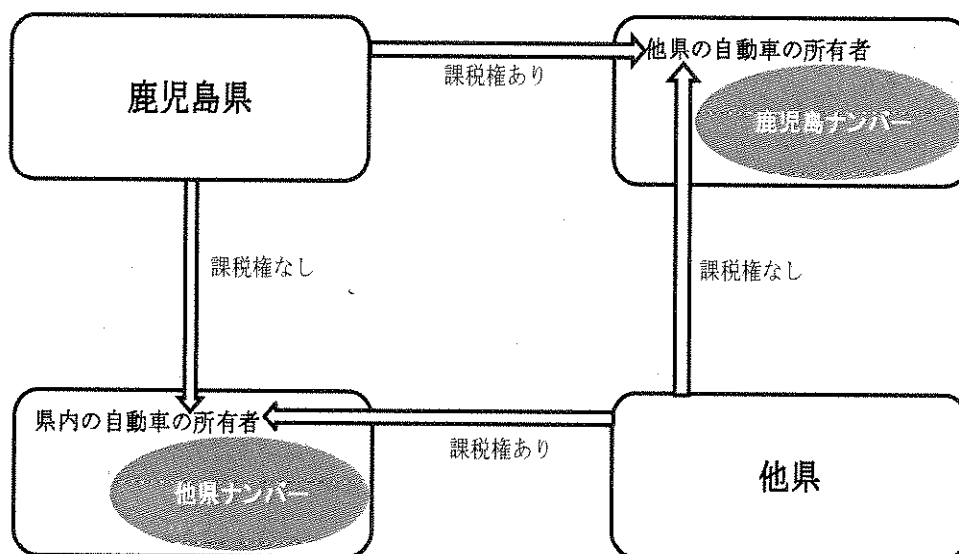 鹿児島県
課税権あり
他県の自動車の所有者
鹿児島ナンバー
課税権なし
課税権なし
県内の自動車の所有者
他県ナンバー
課税権あり
他県